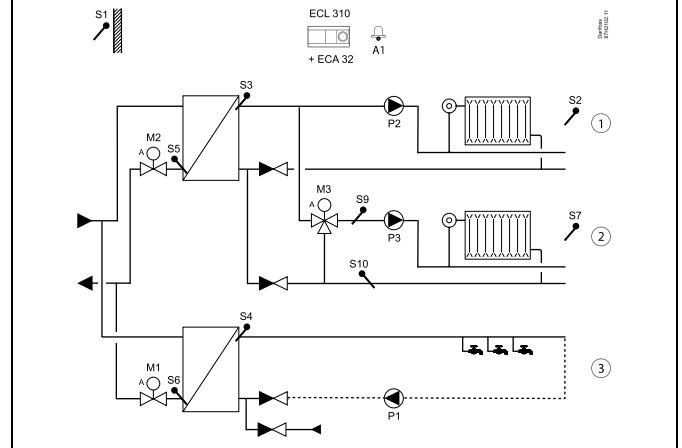 S1
ECL 310
+ ECA 32
A1
Danfoss
87H2102.11
S3
M2
A
S5
P2
S2
1
M3
A
S9
P3
S7
2
S10
S4
M1
A
S6
P1
3